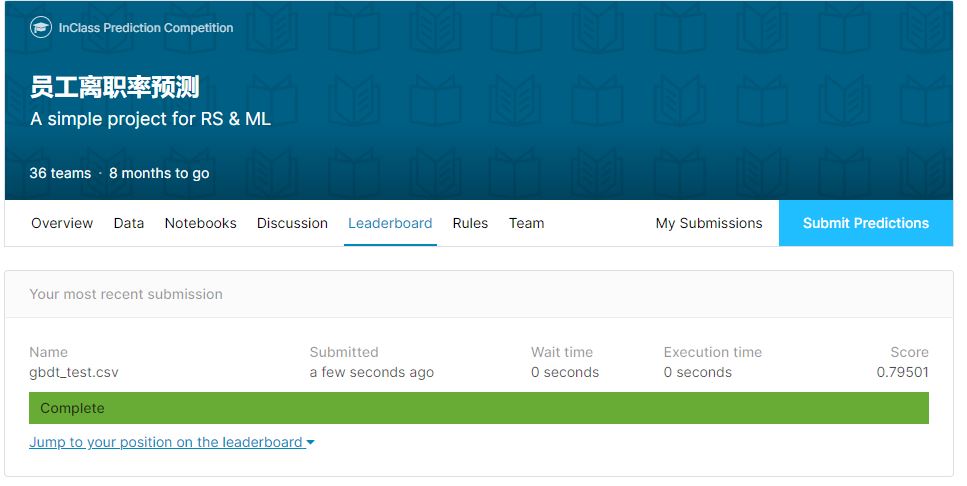 InClass Prediction Competition
员工离职率预测
A simple project for RS & ML
36 teams · 8 months to go
Overview Data Notebooks Discussion Leaderboard Rules Team My Submissions Submit Predictions
Your most recent submission
Name Submitted Wait time Execution time Score
gbdt_test.csv a few seconds ago 0 seconds 0 seconds 0.79501
Complete
Jump to your position on the leaderboard